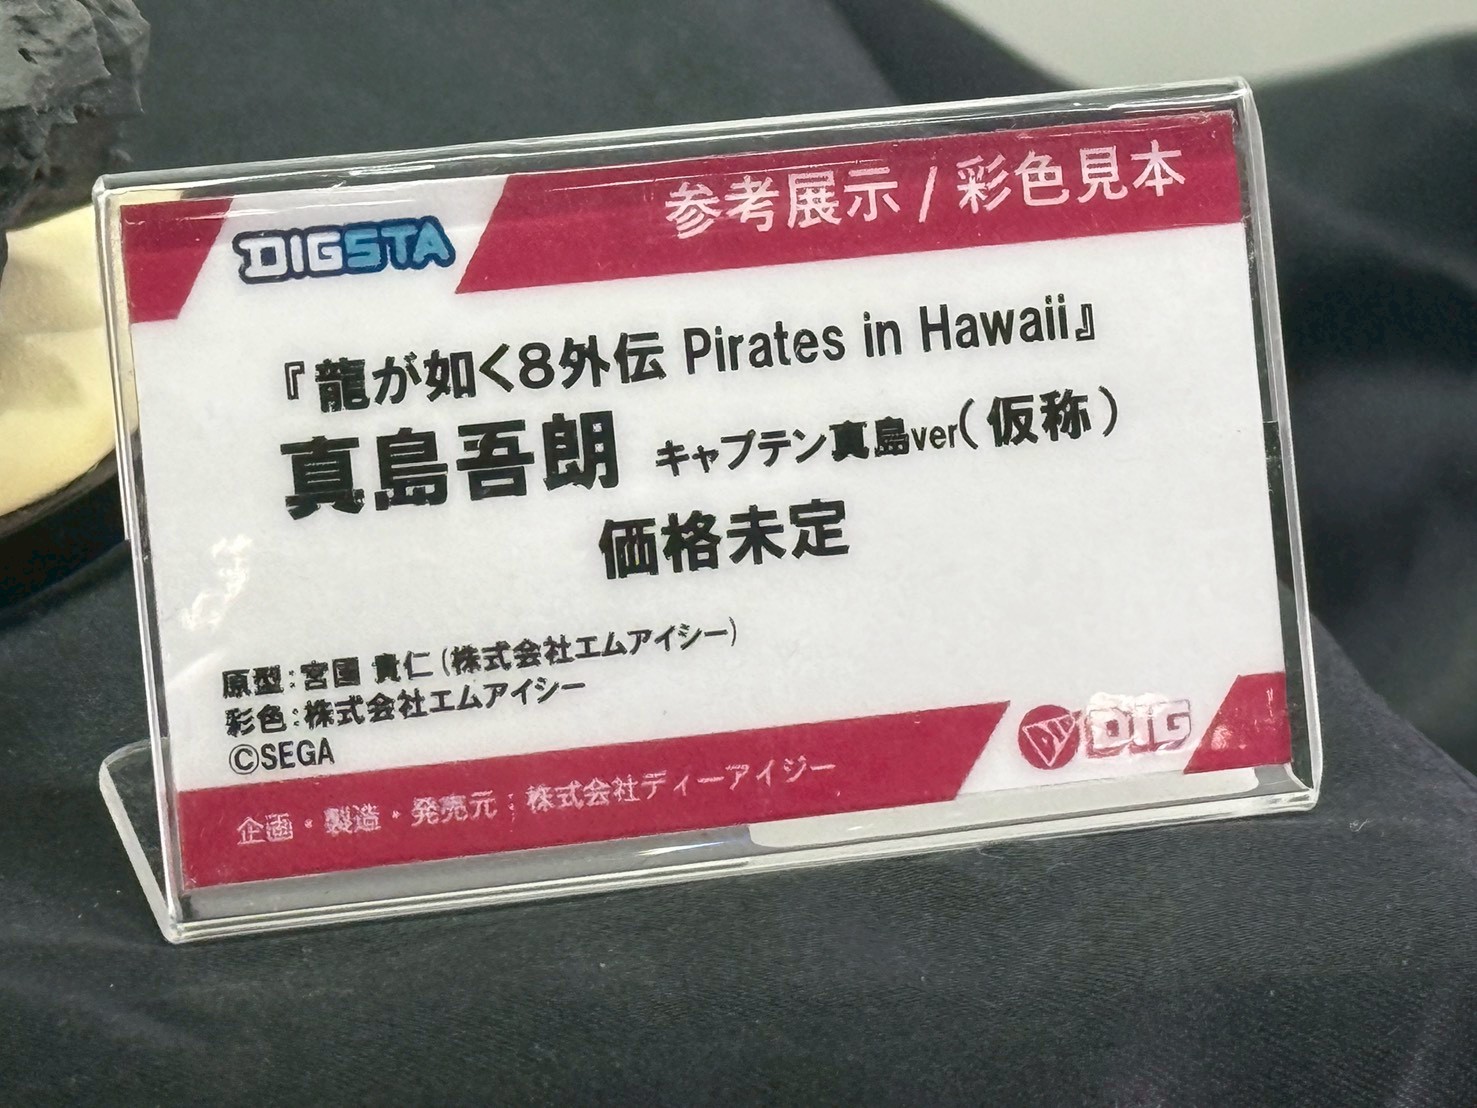 DIGSTA
参考展示 / 彩色見本
『龍が如く8外伝 Pirates in Hawaii』
真島吾朗 キャプテン真島ver(仮称)
価格未定
原型:宮園 貴仁(株式会社エムアイシー)
彩色:株式会社エムアイシー
©SEGA
DIG
企画・製造・発売元:株式会社ディーアイジー